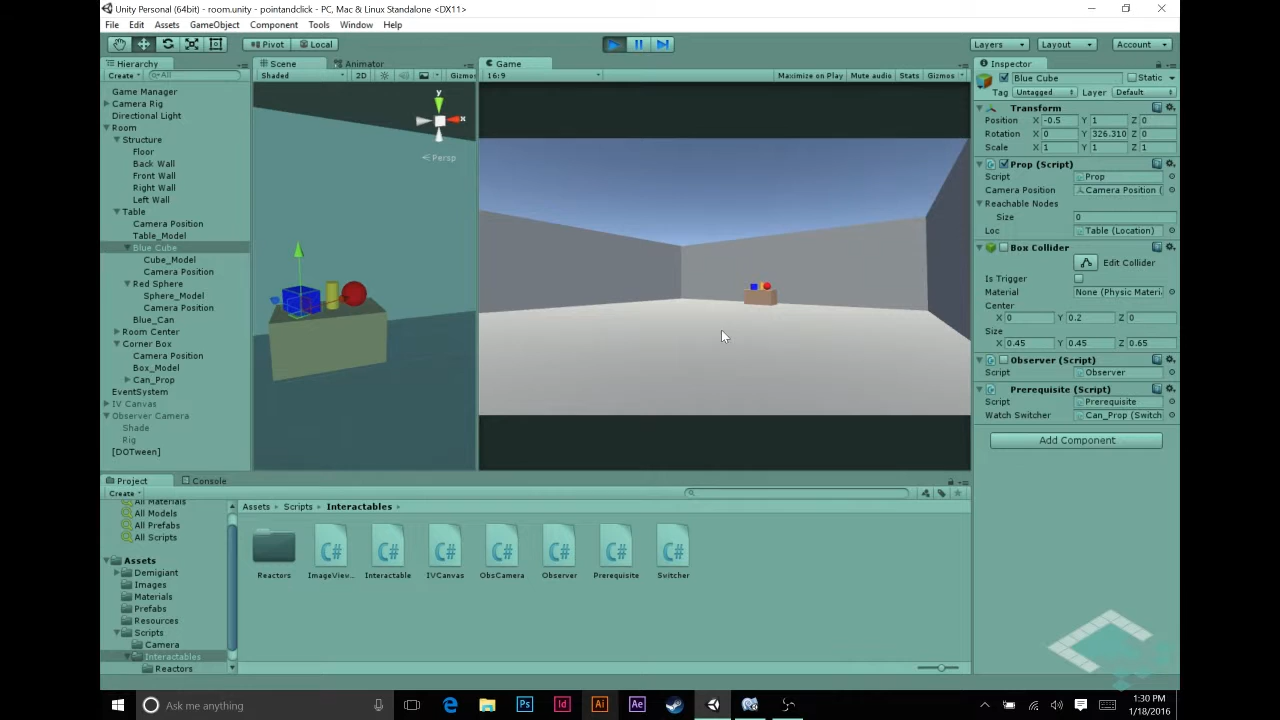 Unity Personal (64bit) - room.unity - pointandclick - PC, Mac & Linux Standalone <DX11>
File Edit Assets GameObject Component Tools Window Help
Pivot Local Layers Layout Account
Hierarchy
Create All
Game Manager
Camera Rig
Directional Light
Room
Structure
Floor
Back Wall
Front Wall
Right Wall
Left Wall
Table
Camera Position
Table_Model
Blue Cube
Cube_Model
Camera Position
Red Sphere
Sphere_Model
Camera Position
Blue_Can
Room Center
Corner Box
Camera Position
Box_Model
Can_Prop
EventSystem
IV Canvas
Observer Camera
Shade
Rig
[DOTween]
Scene Animator
Shaded 2D Gizmos
y
x
Persp
Game
16:9 Maximize on Play Mute audio Stats Gizmos
Inspector
Blue Cube Static
Tag Untagged Layer Default
Transform
Position X -0.5 Y 1 Z 0
Rotation X 0 Y 326.310 Z 0
Scale X 1 Y 1 Z 1
Prop (Script)
Script Prop
Camera Position Camera Position (
Reachable Nodes
Size 0
Loc Table (Location)
Box Collider
Edit Collider
Is Trigger
Material None (Physic Materi
Center
X 0 Y 0.2 Z 0
Size
X 0.45 Y 0.45 Z 0.65
Observer (Script)
Script Observer
Prerequisite (Script)
Script Prerequisite
Watch Switcher Can_Prop (Switch
Add Component
Project Console
Create
All Materials
All Models
All Prefabs
All Scripts
Assets
Demigiant
Images
Materials
Prefabs
Resources
Scripts
Camera
Interactables
Reactors
Assets Scripts Interactables
C# C# C# C# C# C# C#
Reactors ImageView... Interactable IVCanvas ObsCamera Observer Prerequisite Switcher
Ask me anything
Ps Id Ai Ae
1:30 PM
1/18/2016